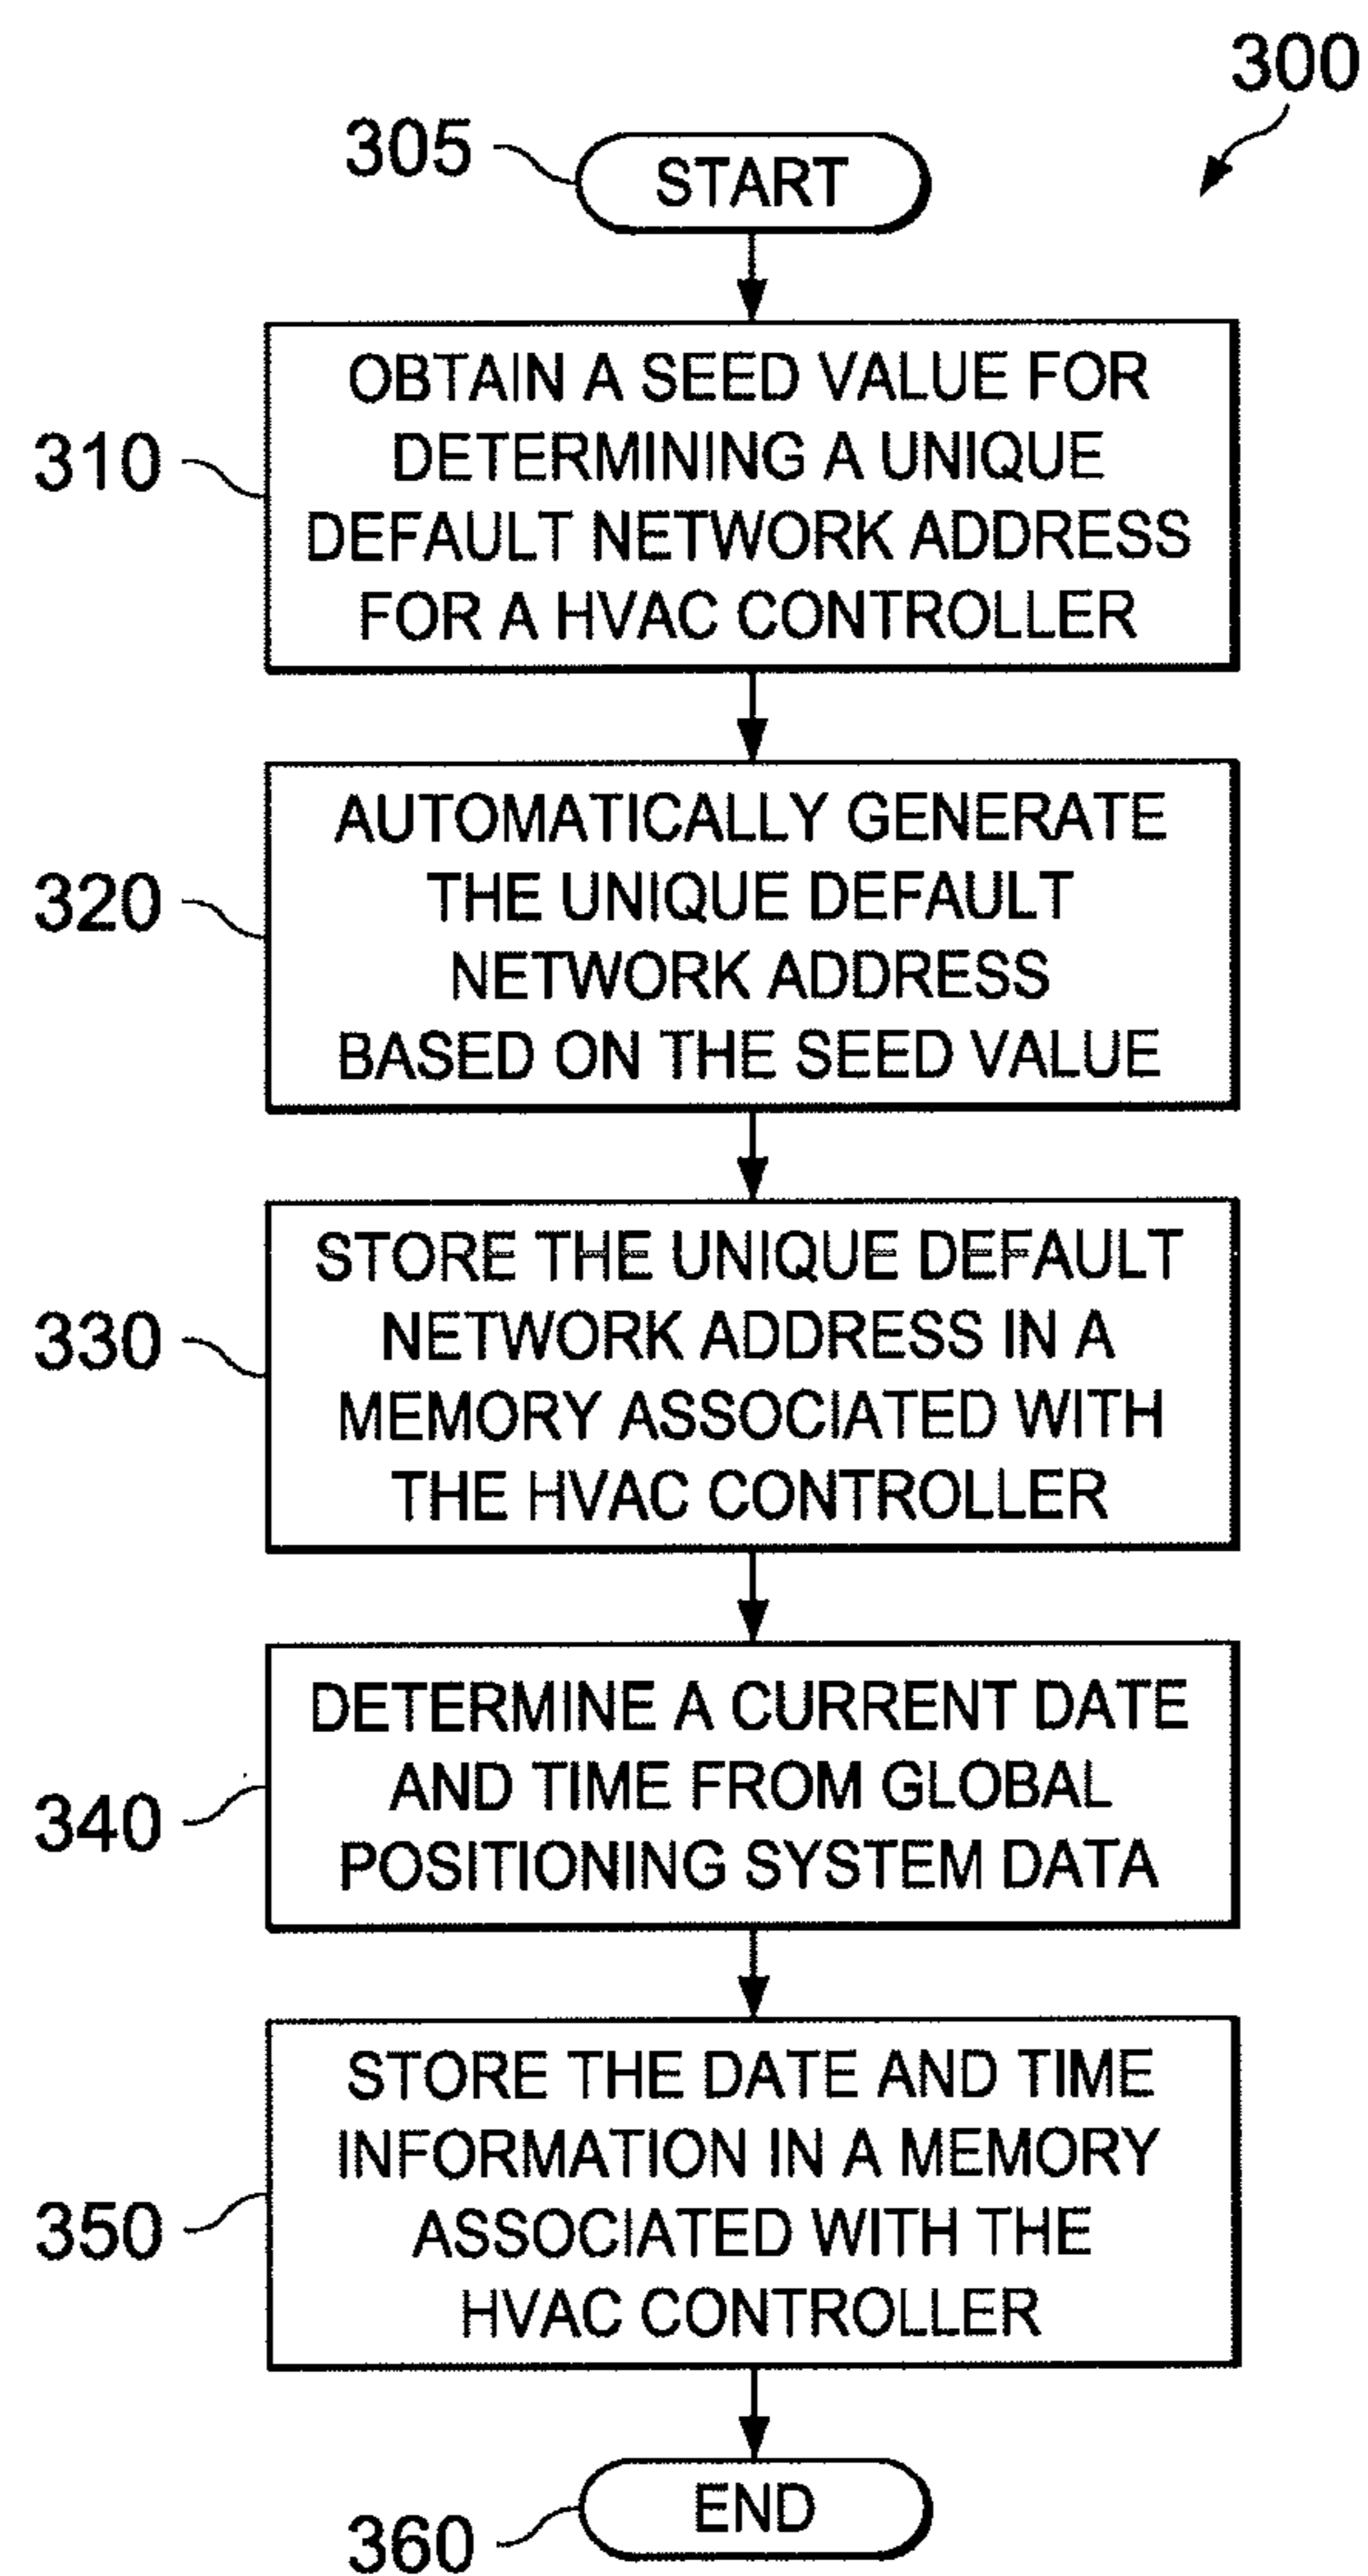 300
305
START
310
OBTAIN A SEED VALUE FOR
DETERMINING A UNIQUE
DEFAULT NETWORK ADDRESS
FOR A HVAC CONTROLLER
320
AUTOMATICALLY GENERATE
THE UNIQUE DEFAULT
NETWORK ADDRESS
BASED ON THE SEED VALUE
330
STORE THE UNIQUE DEFAULT
NETWORK ADDRESS IN A
MEMORY ASSOCIATED WITH
THE HVAC CONTROLLER
340
DETERMINE A CURRENT DATE
AND TIME FROM GLOBAL
POSITIONING SYSTEM DATA
350
STORE THE DATE AND TIME
INFORMATION IN A MEMORY
ASSOCIATED WITH THE
HVAC CONTROLLER
360
END